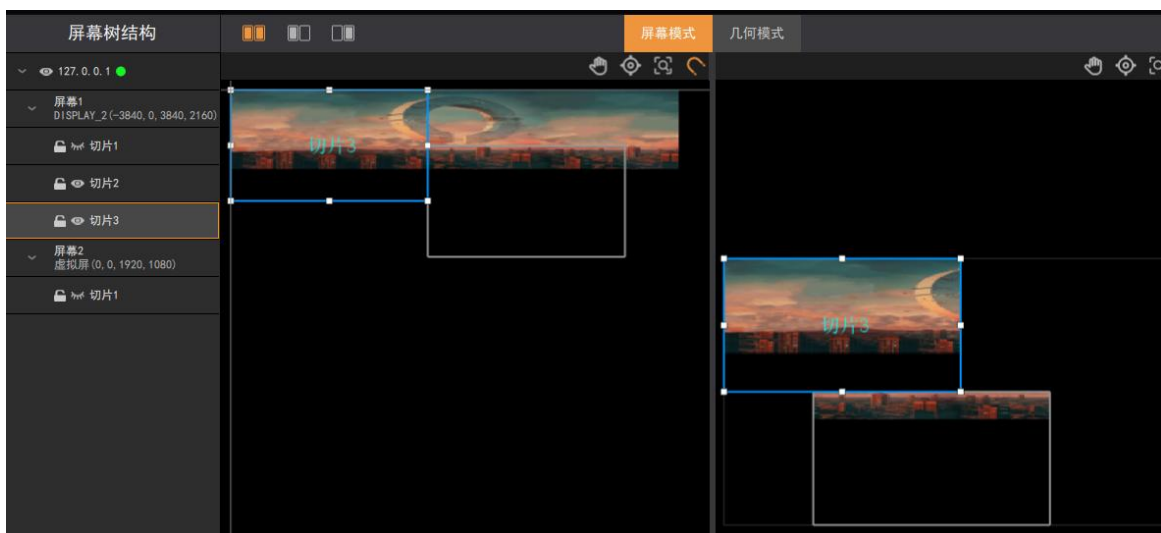 屏幕树结构
屏幕模式
几何模式
127.0.0.1
屏幕1
DISPLAY_2(-3840,0,3840,2160)
切片1
切片2
切片3
屏幕2
虚拟屏(0,0,1920,1080)
切片1
切片3
切片3